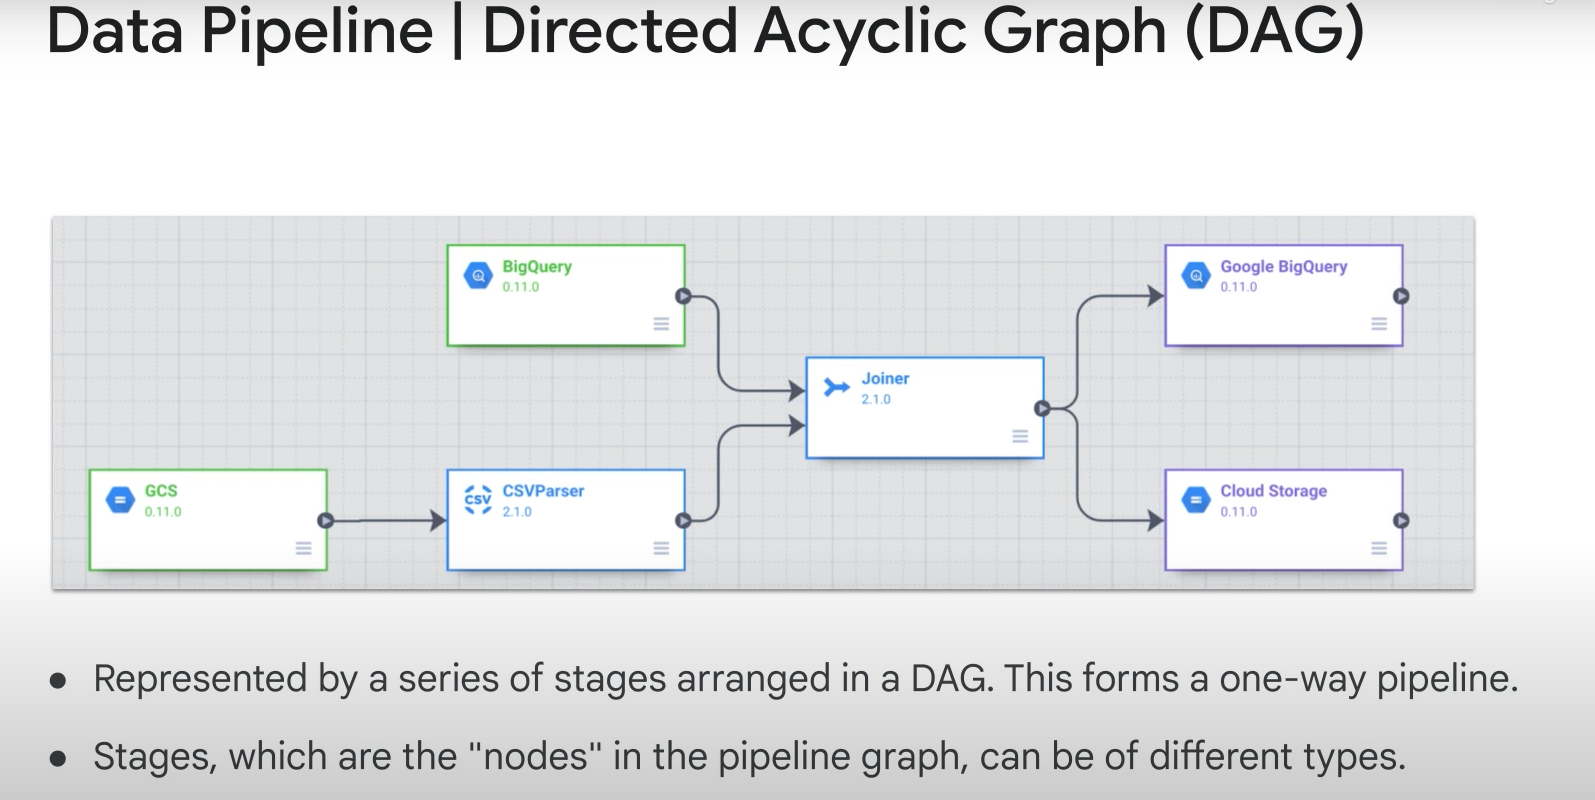 Data Pipeline | Directed Acyclic Graph (DAG)
BigQuery
0.11.0
Google BigQuery
0.11.0
Joiner
2.1.0
GCS
0.11.0
CSV
CSVParser
2.1.0
Cloud Storage
0.11.0
● Represented by a series of stages arranged in a DAG. This forms a one-way pipeline.
● Stages, which are the "nodes" in the pipeline graph, can be of different types.